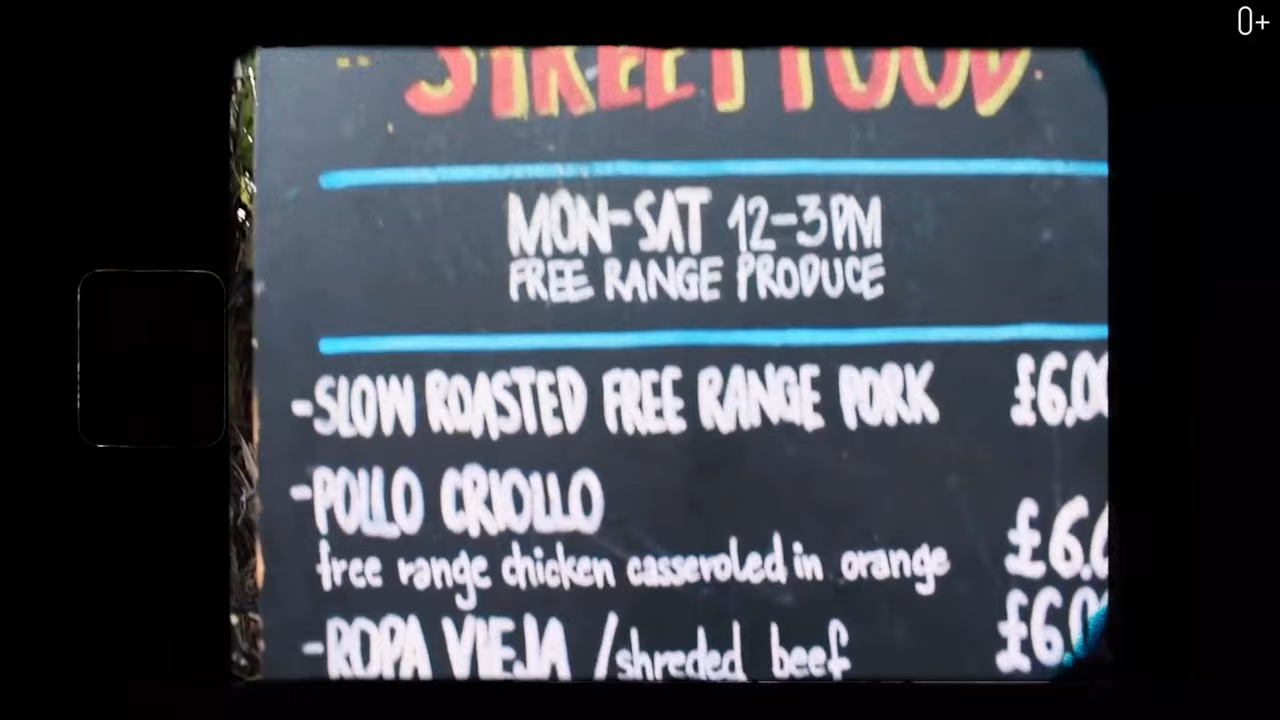 0+
STREET FOOD
MON-SAT 12-3PM
FREE RANGE PRODUCE
-SLOW ROASTED FREE RANGE PORK £6.00
-POLLO CRIOLLO
free range chicken casseroled in orange £6.0
-ROPA VIEJA /shreded beef £6.0